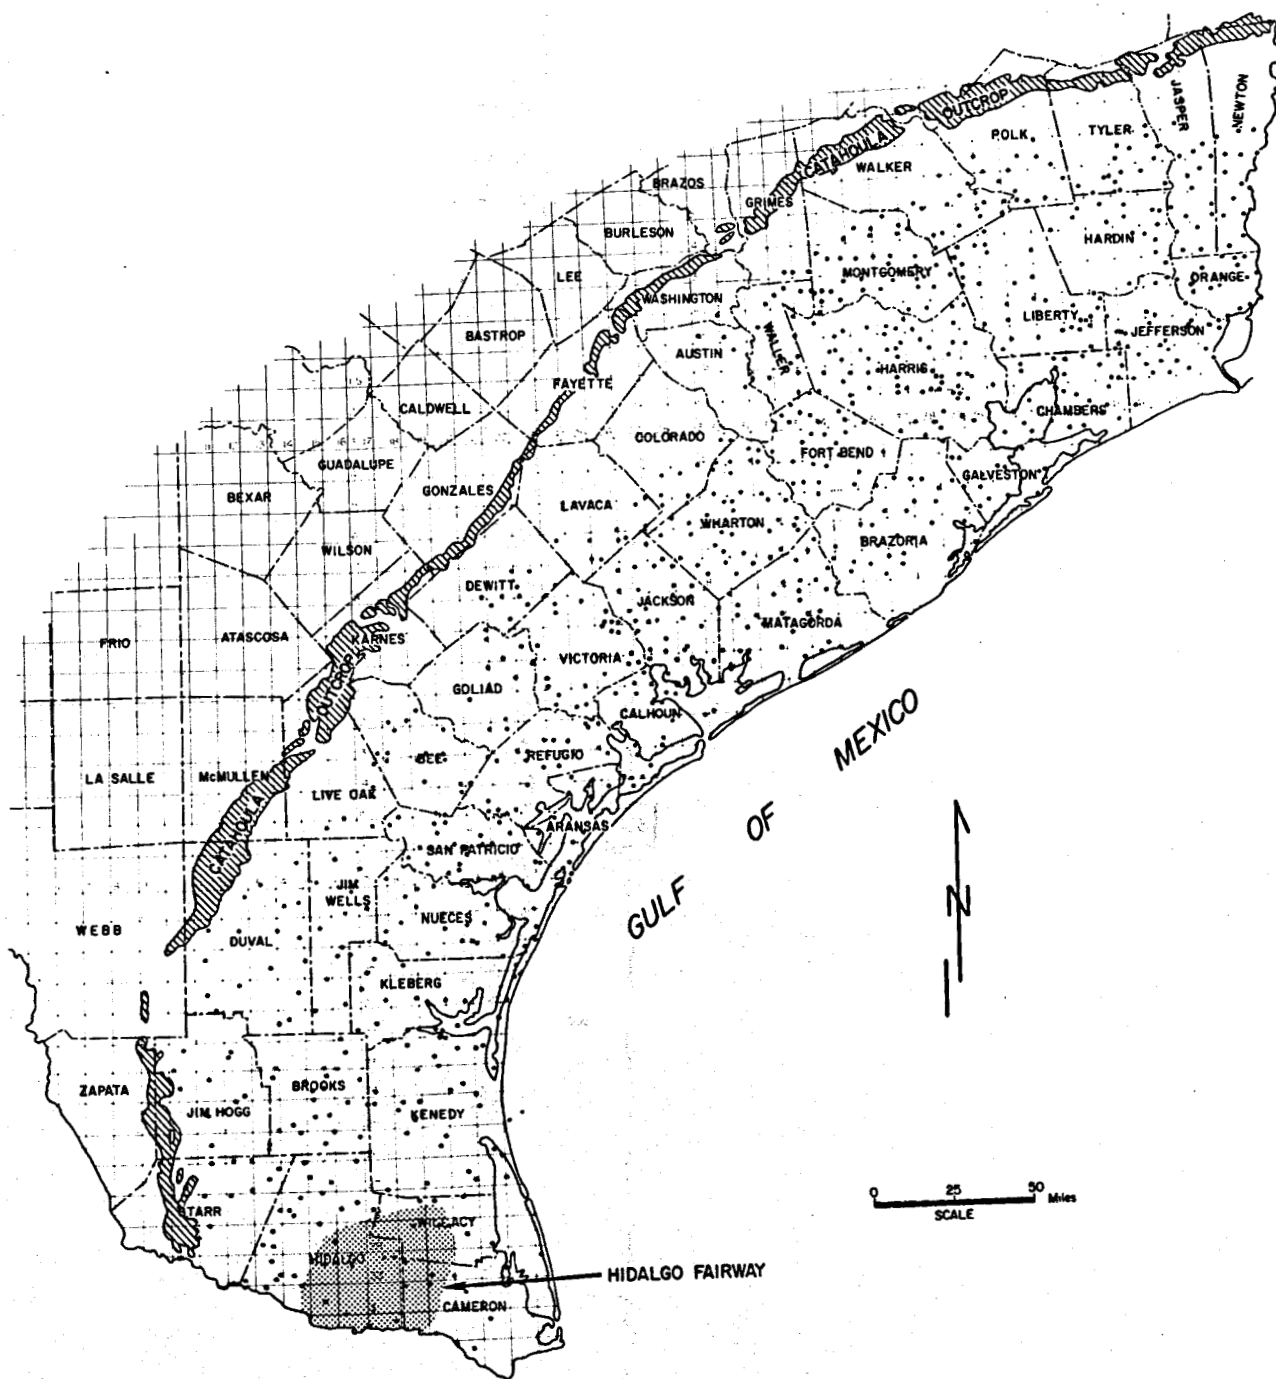 NEWTON
JASPER
OUTCROP
POLK
TYLER
CATAHOULA
WALKER
BRAZOS
GRIMES
BURLESON
HARDIN
LEE
MONTGOMERY
ORANGE
WASHINGTON
LIBERTY
JEFFERSON
BASTROP
AUSTIN
WALLER
HARRIS
FAYETTE
CALDWELL
CHAMBERS
COLORADO
FORT BEND
GUADALUPE
GALVESTON
BEXAR
GONZALES
LAVACA
WHARTON
BRAZORIA
WILSON
DEWITT
JACKSON
MATAGORDA
FRIO
ATASCOSA
KARNES
VICTORIA
OUTCROP
GOLIAD
CALHOUN
MEXICO
BEE
REFUGIO
LA SALLE
McMULLEN
LIVE OAK
OF
ARANSAS
CATAHOULA
SAN PATRICIO
JIM
WELLS
GULF
NUECES
N
WEBB
DUVAL
KLEBERG
ZAPATA
BROOKS
JIM HOGG
KENEDY
0 25 50 Miles
SCALE
STARR
WILLACY
HIDALGO
HIDALGO FAIRWAY
CAMERON